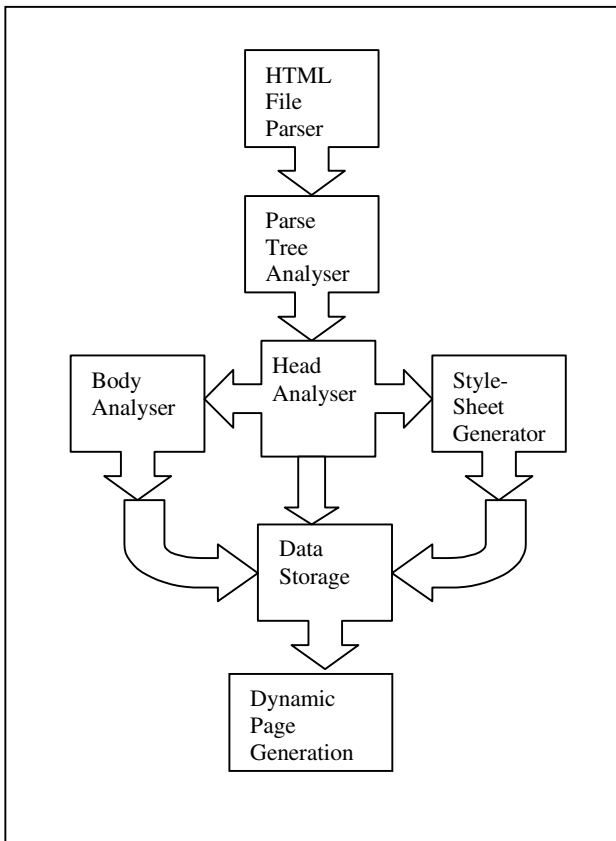 HTML
File
Parser
Parse
Tree
Analyser
Body
Analyser
Head
Analyser
Style-
Sheet
Generator
Data
Storage
Dynamic
Page
Generation